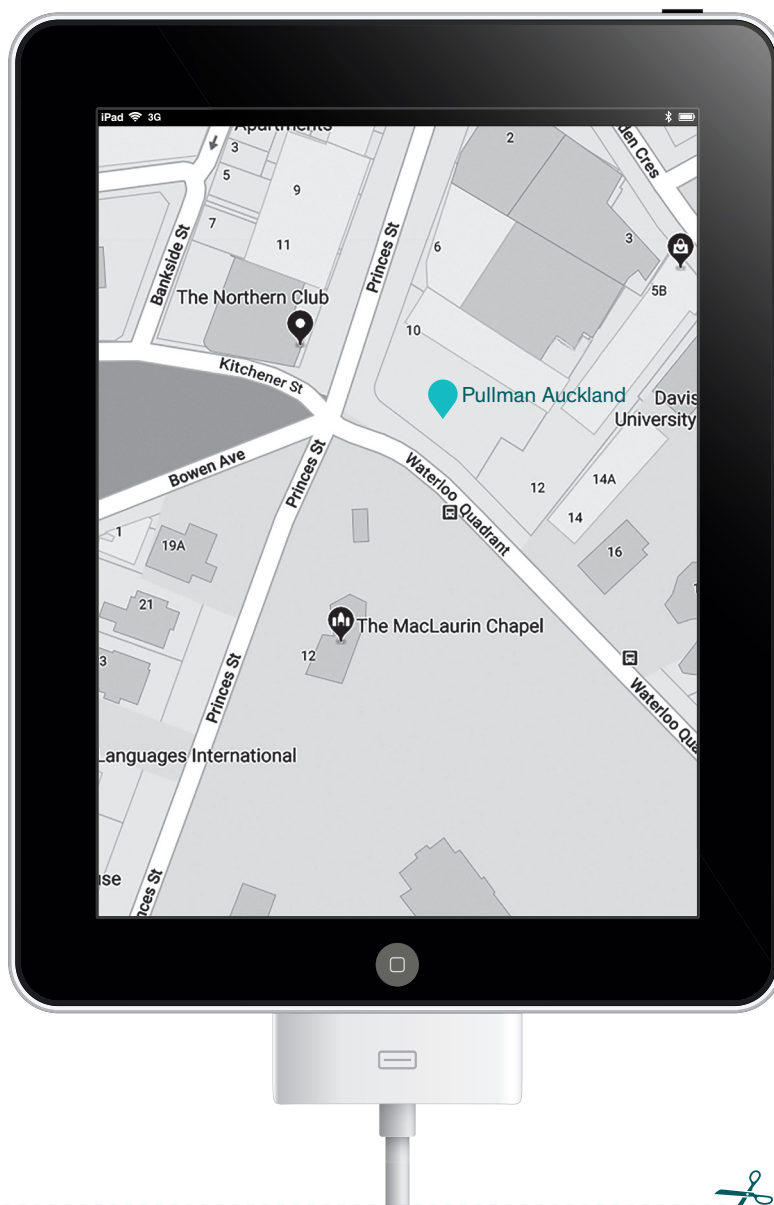 iPad 3G
Apartments
2
den Cres
3
5
9
7
11
3
6
5B
Bankside St
Princes St
The Northern Club
10
Kitchener St
Pullman Auckland
Davis
University
Bowen Ave
Princes St
Waterloo Quadrant
12
14A
14
1
19A
16
21
The MacLaurin Chapel
12
3
Princes St
Waterloo Qua
Languages International
use
nces St